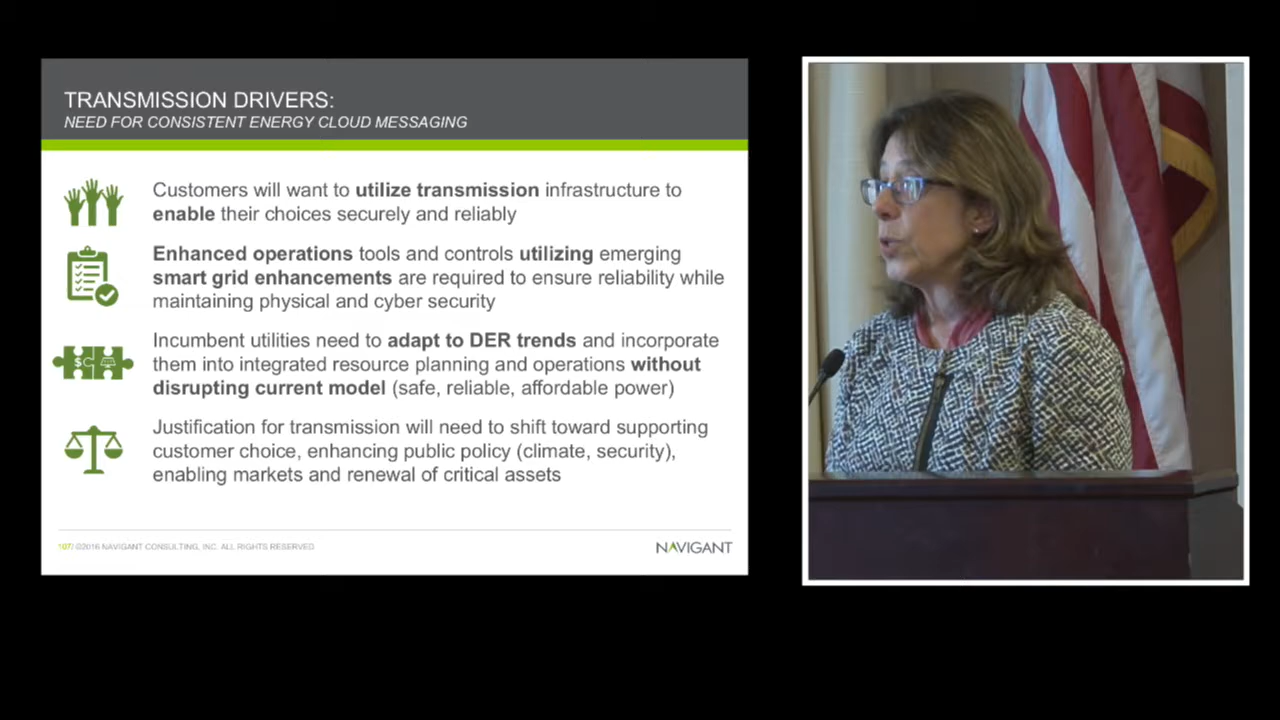 TRANSMISSION DRIVERS:
NEED FOR CONSISTENT ENERGY CLOUD MESSAGING
Customers will want to utilize transmission infrastructure to
enable their choices securely and reliably
Enhanced operations tools and controls utilizing emerging
smart grid enhancements are required to ensure reliability while
maintaining physical and cyber security
Incumbent utilities need to adapt to DER trends and incorporate
them into integrated resource planning and operations without
disrupting current model (safe, reliable, affordable power)
Justification for transmission will need to shift toward supporting
customer choice, enhancing public policy (climate, security),
enabling markets and renewal of critical assets
107/ ©2016 NAVIGANT CONSULTING, INC. ALL RIGHTS RESERVED
NAVIGANT